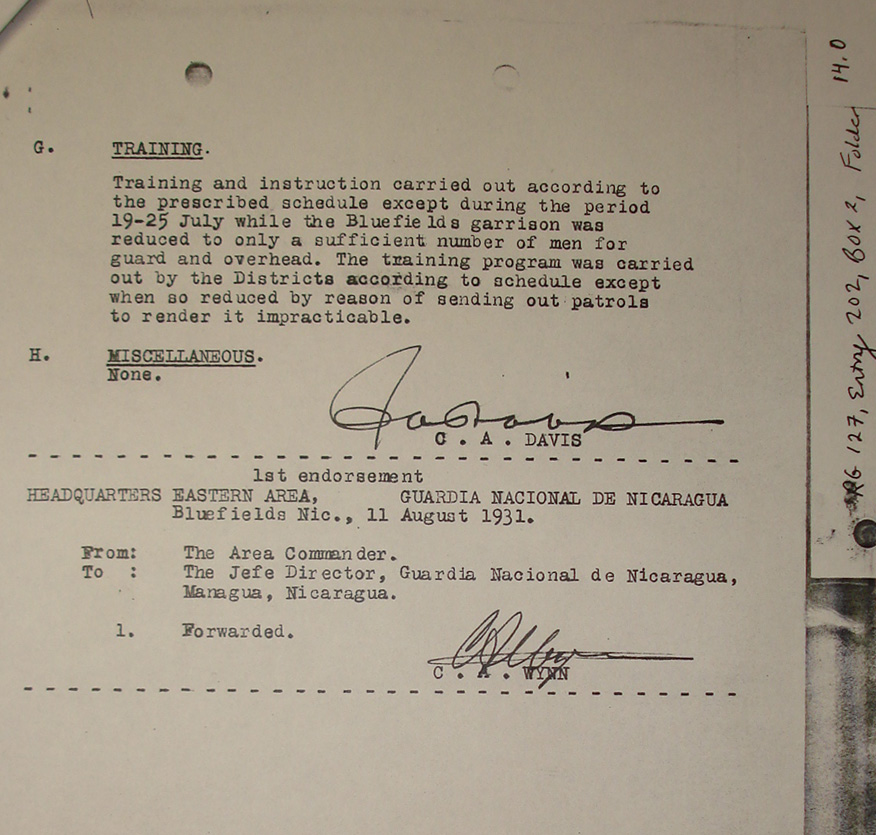 G. TRAINING.
Training and instruction carried out according to
the prescribed schedule except during the period
19-25 July while the Bluefields garrison was
reduced to only a sufficient number of men for
guard and overhead. The training program was carried
out by the Districts according to schedule except
when so reduced by reason of sending out patrols
to render it impracticable.
H. MISCELLANEOUS.
None.
C. A. DAVIS
1st endorsement
HEADQUARTERS EASTERN AREA, GUARDIA NACIONAL DE NICARAGUA
Bluefields Nic., 11 August 1931.
From: The Area Commander.
To : The Jefe Director, Guardia Nacional de Nicaragua,
Managua, Nicaragua.
1. Forwarded.
C. A. WYNN
RG 127, Entry 202, Box 2, Folder 14.0